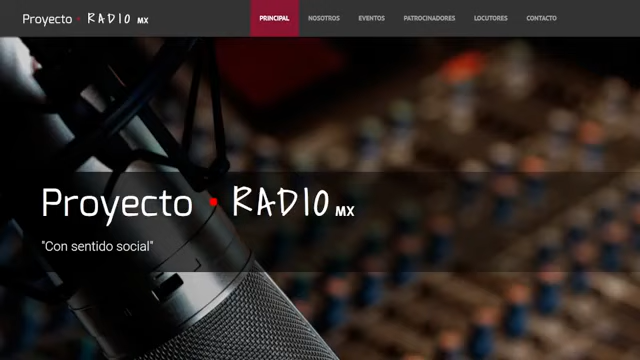 Proyecto • RADIO MX
PRINCIPAL NOSOTROS EVENTOS PATROCINADORES LOCUTORES CONTACTO
Proyecto • RADIO MX
"Con sentido social"